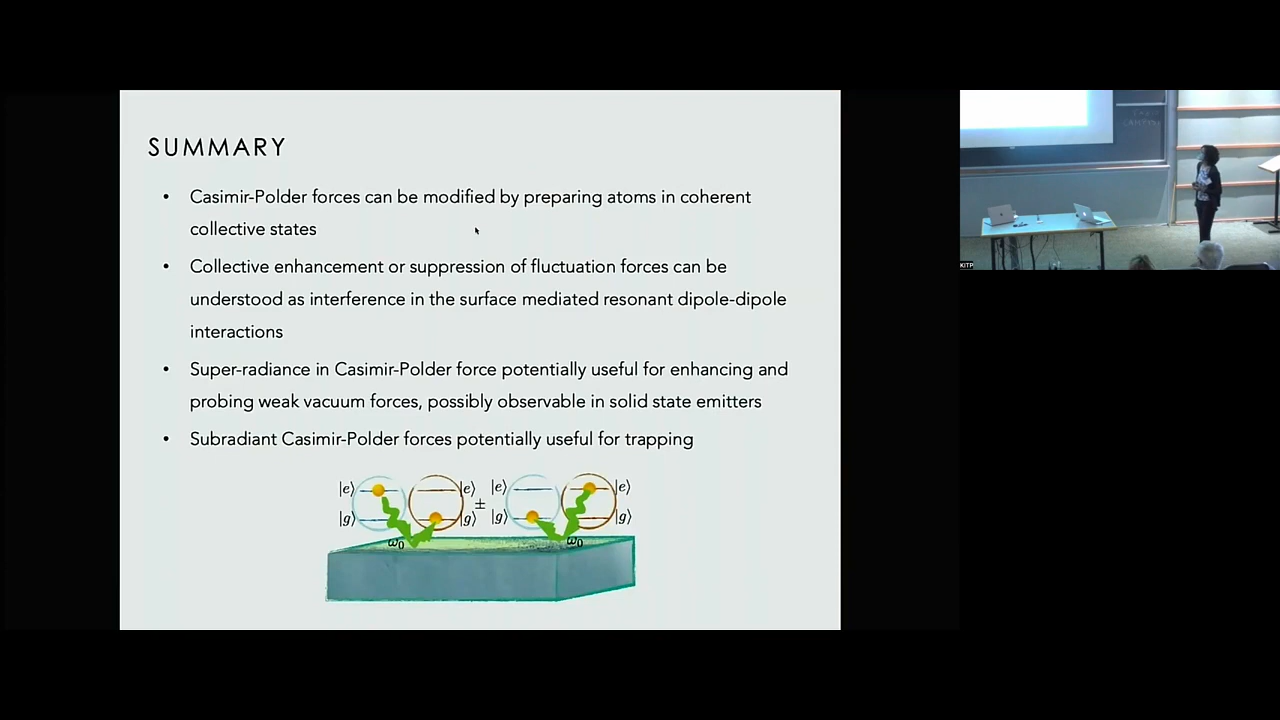 SUMMARY
• Casimir-Polder forces can be modified by preparing atoms in coherent
collective states
• Collective enhancement or suppression of fluctuation forces can be
understood as interference in the surface mediated resonant dipole-dipole
interactions
• Super-radiance in Casimir-Polder force potentially useful for enhancing and
probing weak vacuum forces, possibly observable in solid state emitters
• Subradiant Casimir-Polder forces potentially useful for trapping
|e⟩ |e⟩ ± |e⟩ |e⟩
|g⟩ |g⟩ |g⟩ |g⟩
ω₀ ω₀
KITP